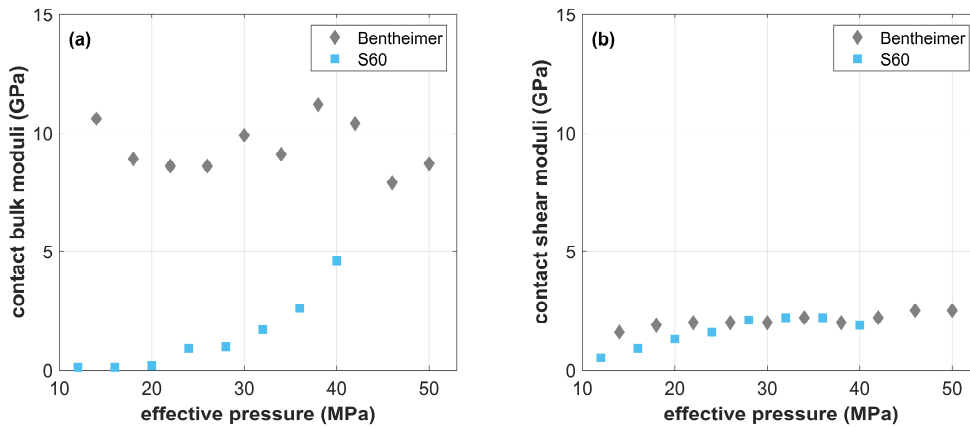 (a)
Bentheimer
S60
15
10
5
0
10
20
30
40
50
contact bulk moduli (GPa)
effective pressure (MPa)
(b)
Bentheimer
S60
15
10
5
0
10
20
30
40
50
contact shear moduli (GPa)
effective pressure (MPa)